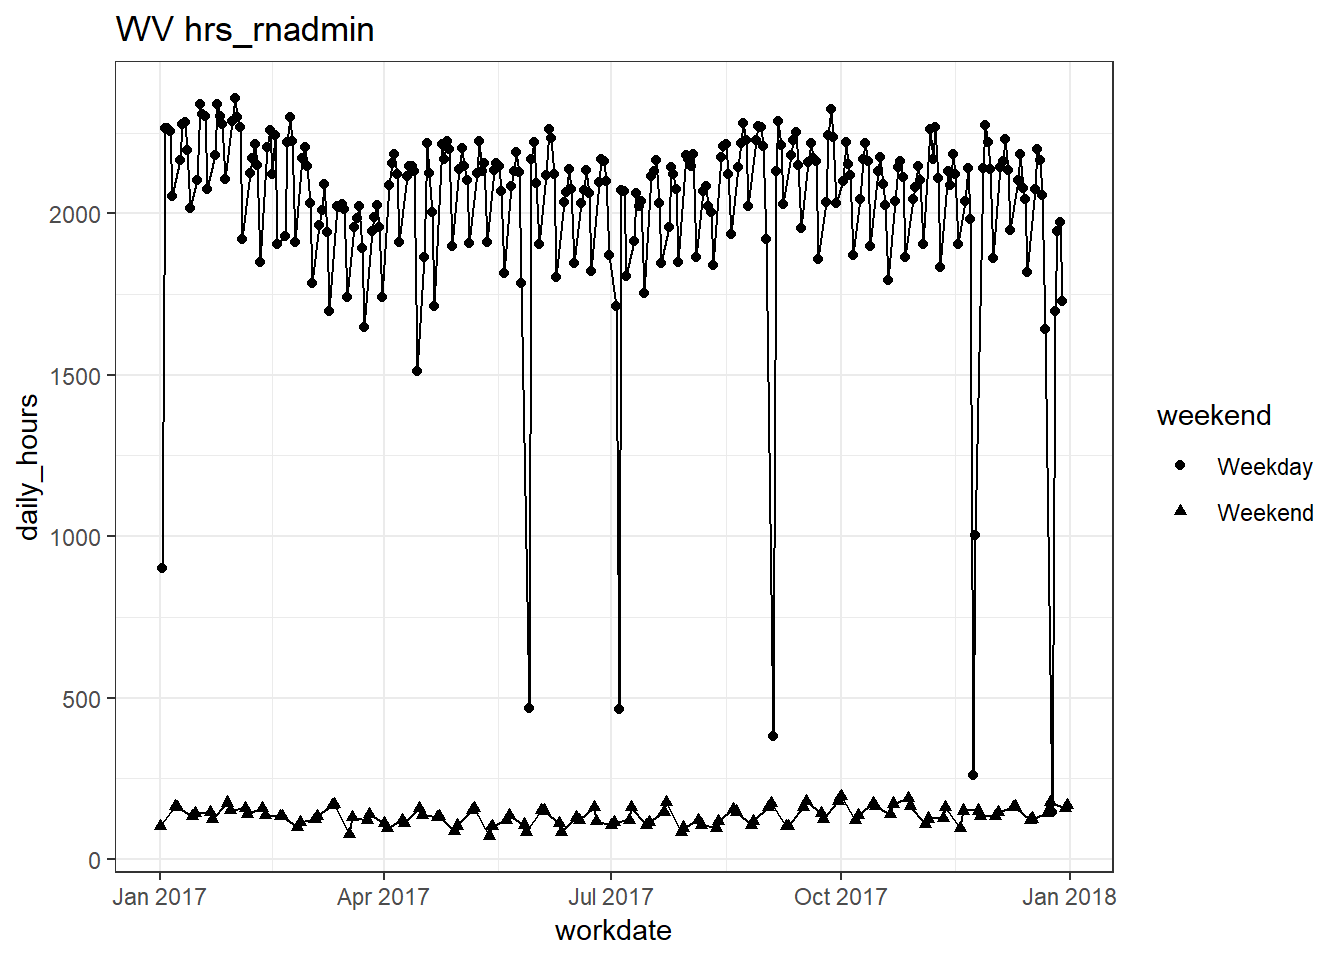 WV hrs_rnadmin
daily_hours
2000
1500
1000
500
0
Jan 2017 Apr 2017 Jul 2017 Oct 2017 Jan 2018
workdate
weekend
Weekday
Weekend